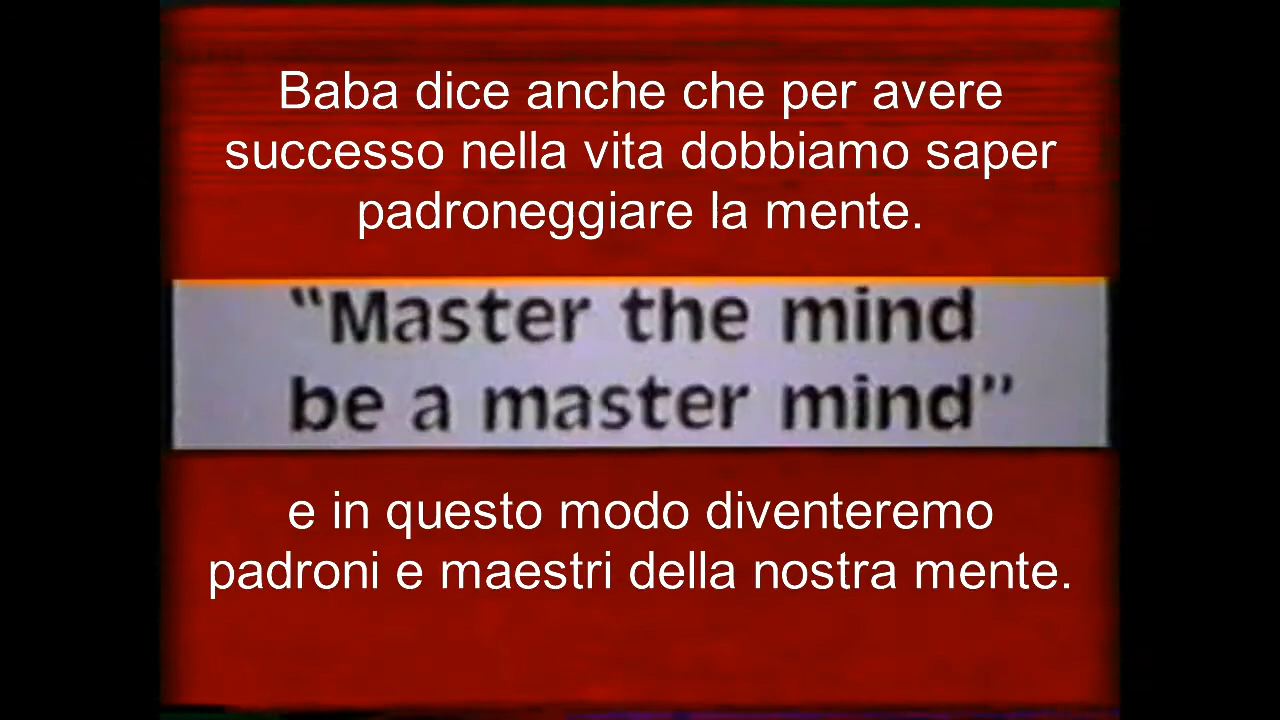 Baba dice anche che per avere
successo nella vita dobbiamo saper
padroneggiare la mente.
“Master the mind
be a master mind”
e in questo modo diventeremo
padroni e maestri della nostra mente.